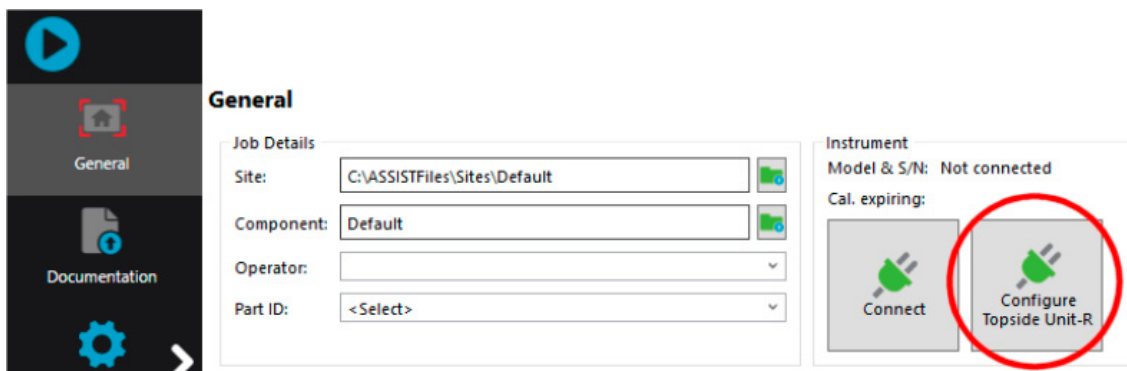 General
Documentation
General
Job Details
Site: C:\ASSISTFiles\Sites\Default
Component: Default
Operator:
Part ID: <Select>
Instrument
Model & S/N: Not connected
Cal. expiring:
Connect
Configure
Topside Unit-R